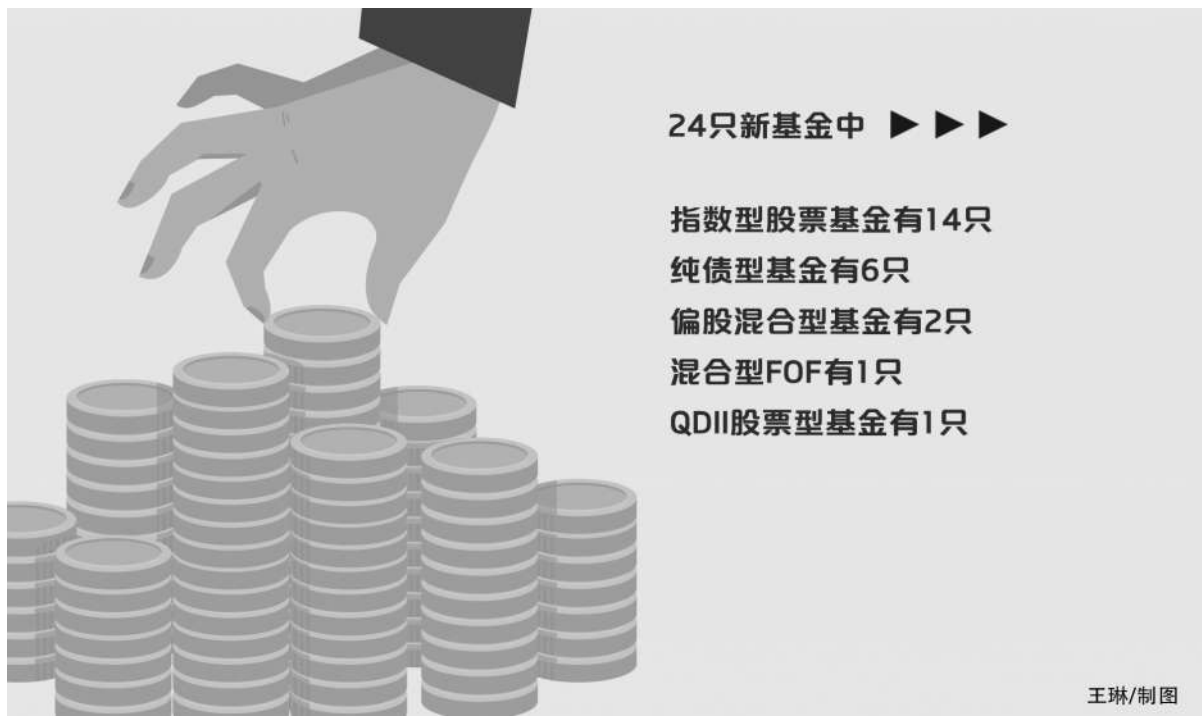 24只新基金中 ▶ ▶ ▶
指数型股票基金有14只
纯债型基金有6只
偏股混合型基金有2只
混合型FOF有1只
QDII股票型基金有1只
王琳/制图